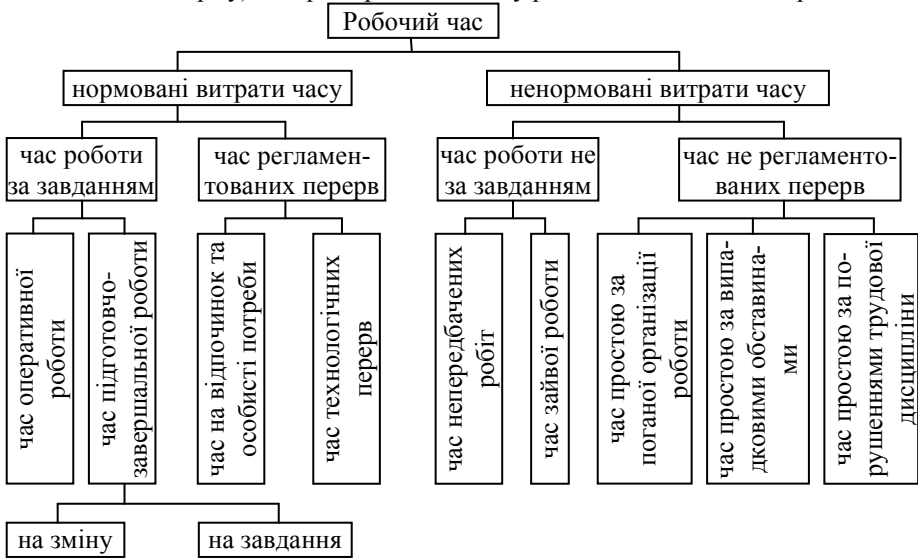 Робочий час
нормовані витрати часу
ненормовані витрати часу
час роботи
за завданням
час регламен-
тованих перерв
час роботи не
за завданням
час не регламенто-
ваних перерв
час оперативної
роботи
час підготовчо-
завершальної роботи
час на відпочинок та
особисті потреби
час технологічних
перерв
час непередбачених
робіт
час зайвої роботи
час простою за
поганої організації
роботи
час простою за випа-
дковими обставина-
ми
час простою за по-
рушеннями трудової
дисципліни
на зміну
на завдання